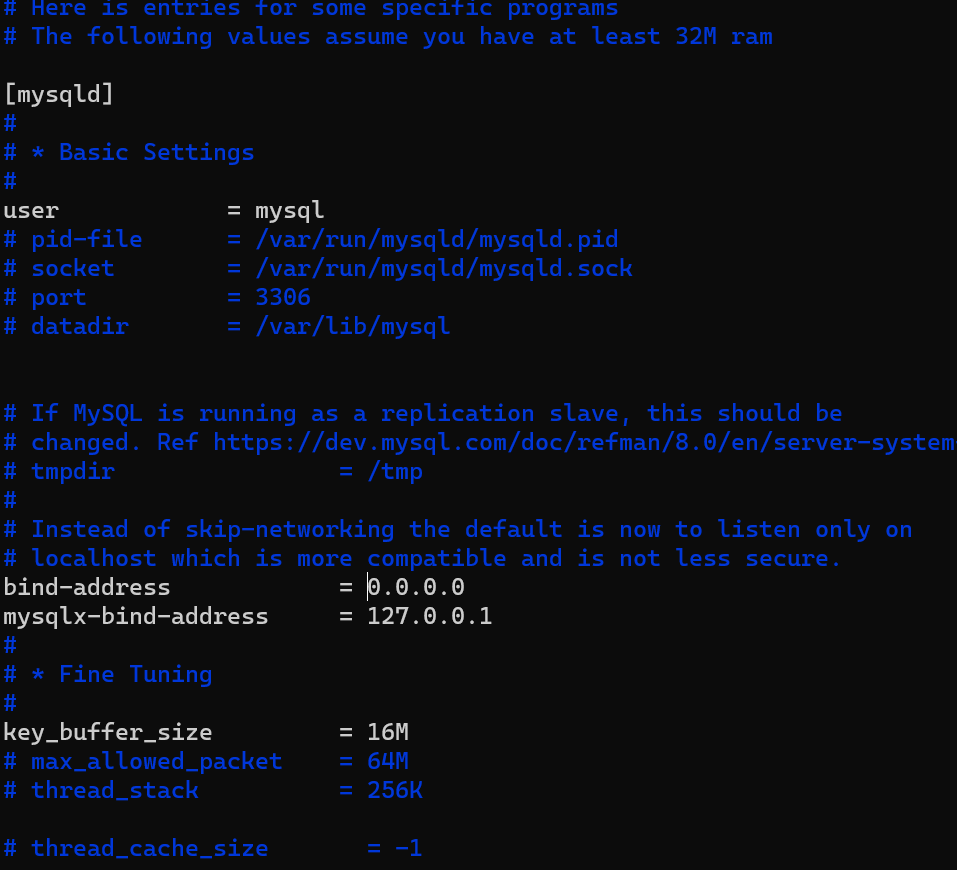 # Here is entries for some specific programs
# The following values assume you have at least 32M ram
[mysqld]
#
# * Basic Settings
#
user            = mysql
# pid-file      = /var/run/mysqld/mysqld.pid
# socket        = /var/run/mysqld/mysqld.sock
# port          = 3306
# datadir       = /var/lib/mysql
# If MySQL is running as a replication slave, this should be
# changed. Ref https://dev.mysql.com/doc/refman/8.0/en/server-system
# tmpdir                = /tmp
#
# Instead of skip-networking the default is now to listen only on
# localhost which is more compatible and is not less secure.
bind-address            = 0.0.0.0
mysqlx-bind-address     = 127.0.0.1
#
# * Fine Tuning
#
key_buffer_size         = 16M
# max_allowed_packet    = 64M
# thread_stack          = 256K
# thread_cache_size       = -1